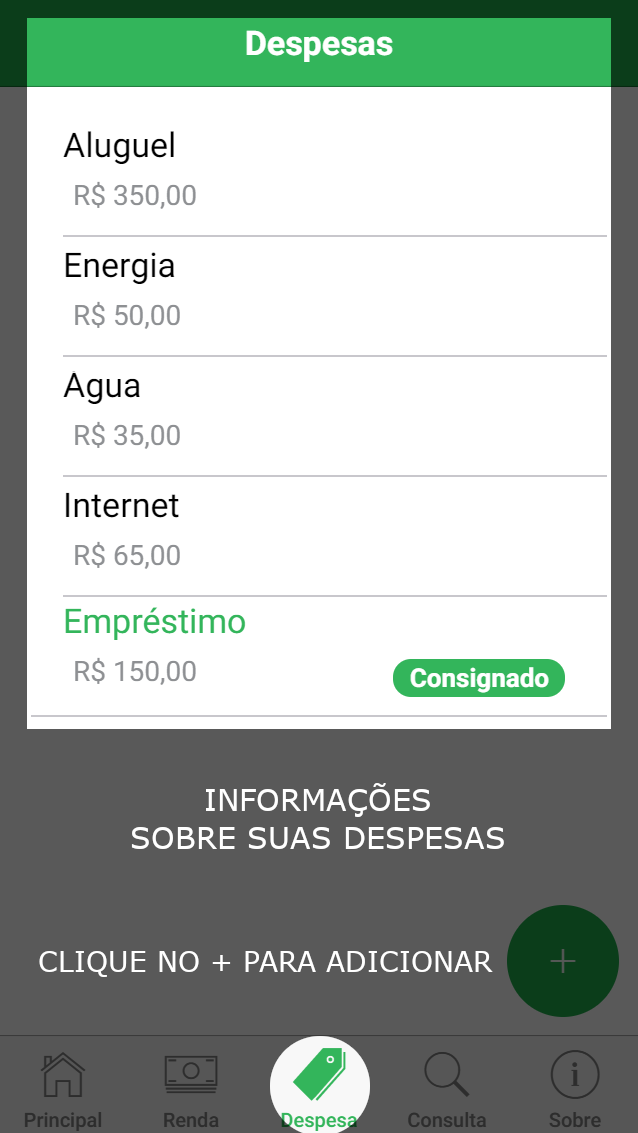 Despesas
Aluguel
R$ 350,00
Energia
R$ 50,00
Água
R$ 35,00
Internet
R$ 65,00
Empréstimo
R$ 150,00
Consignado
INFORMAÇÕES
SOBRE SUAS DESPESAS
CLIQUE NO + PARA ADICIONAR
+
Principal
Renda
Despesa
Consulta
Sobre